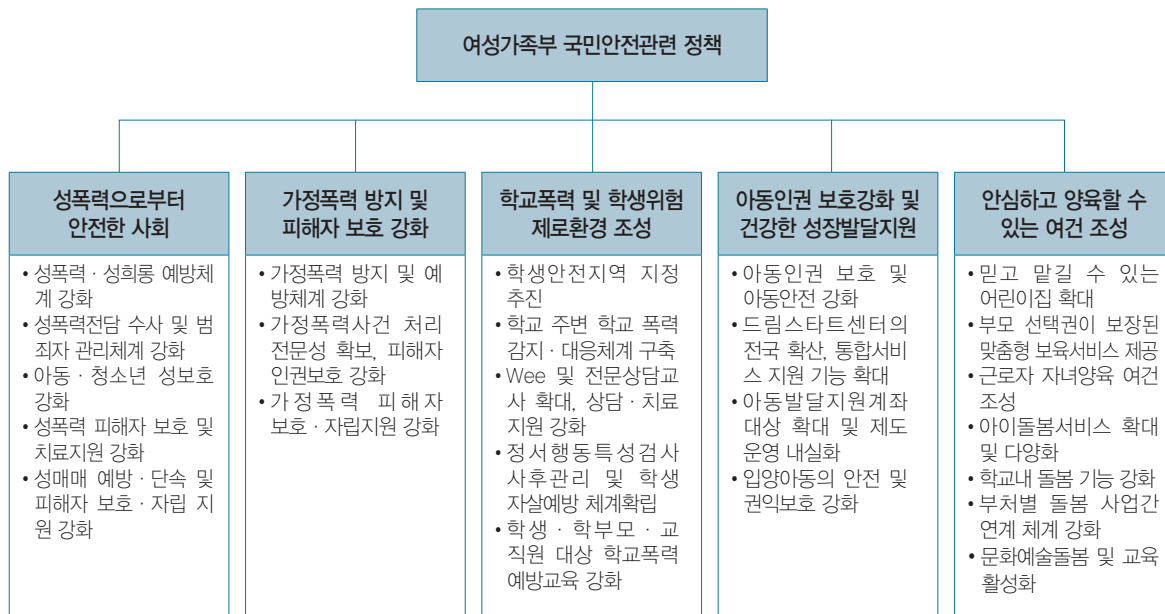 여성가족부 국민안전관련 정책
성폭력으로부터
안전한 사회
• 성폭력 · 성희롱 예방체
계 강화
• 성폭력전담 수사 및 범
죄자 관리체계 강화
• 아동 · 청소년 성보호
강화
• 성폭력 피해자 보호 및
치료지원 강화
• 성매매 예방 · 단속 및
피해자 보호 · 자립 지
원 강화
가정폭력 방지 및
피해자 보호 강화
• 가정폭력 방지 및 예
방체계 강화
• 가정폭력사건 처리
전문성 확보, 피해자
인권보호 강화
• 가정폭력 피해자
보호 · 자립지원 강화
학교폭력 및 학생위험
제로환경 조성
• 학생안전지역 지정
추진
• 학교 주변 학교 폭력
감지 · 대응체계 구축
• Wee 및 전문상담교
사 확대, 상담 · 치료
지원 강화
• 정서행동특성검사
사후관리 및 학생
자살예방 체계확립
• 학생 · 학부모 · 교
직원 대상 학교폭력
예방교육 강화
아동인권 보호강화 및
건강한 성장발달지원
• 아동인권 보호 및
아동안전 강화
• 드림스타트센터의
전국 확산, 통합서비
스 지원 기능 확대
• 아동발달지원계좌
대상 확대 및 제도
운영 내실화
• 입양아동의 안전 및
권익보호 강화
안심하고 양육할 수
있는 여건 조성
• 믿고 맡길 수 있는
어린이집 확대
• 부모 선택권이 보장된
맞춤형 보육서비스 제공
• 근로자 자녀양육 여건
조성
• 아이돌봄서비스 확대
및 다양화
• 학교내 돌봄 기능 강화
• 부처별 돌봄 사업간
연계 체계 강화
• 문화예술돌봄 및 교육
활성화